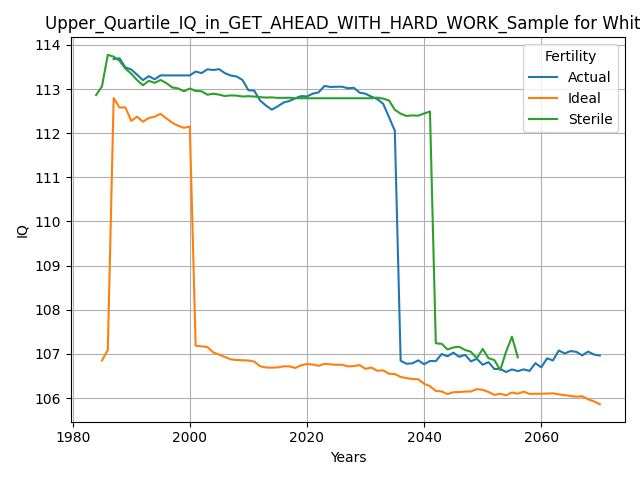 Upper_Quartile_IQ_in_GET_AHEAD_WITH_HARD_WORK_Sample for Whit
114
113
112
111
110
109
108
107
106
IQ
Fertility
Actual
Ideal
Sterile
1980
2000
2020
2040
2060
Years